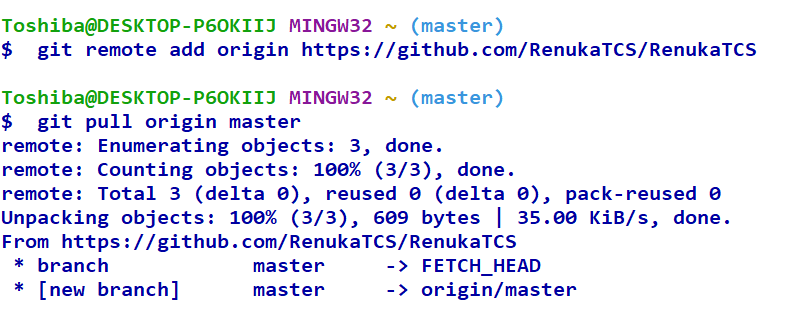 Toshiba@DESKTOP-P6OKIIJ MINGW32 ~ (master)
$  git remote add origin https://github.com/RenukaTCS/RenukaTCS
Toshiba@DESKTOP-P6OKIIJ MINGW32 ~ (master)
$  git pull origin master
remote: Enumerating objects: 3, done.
remote: Counting objects: 100% (3/3), done.
remote: Total 3 (delta 0), reused 0 (delta 0), pack-reused 0
Unpacking objects: 100% (3/3), 609 bytes | 35.00 KiB/s, done.
From https://github.com/RenukaTCS/RenukaTCS
 * branch            master     -> FETCH_HEAD
 * [new branch]      master     -> origin/master